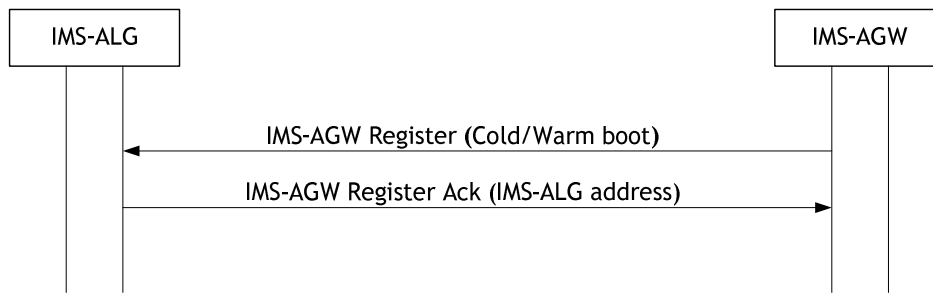 IMS-ALG
IMS-AGW
IMS-AGW Register (Cold/Warm boot)
IMS-AGW Register Ack (IMS-ALG address)